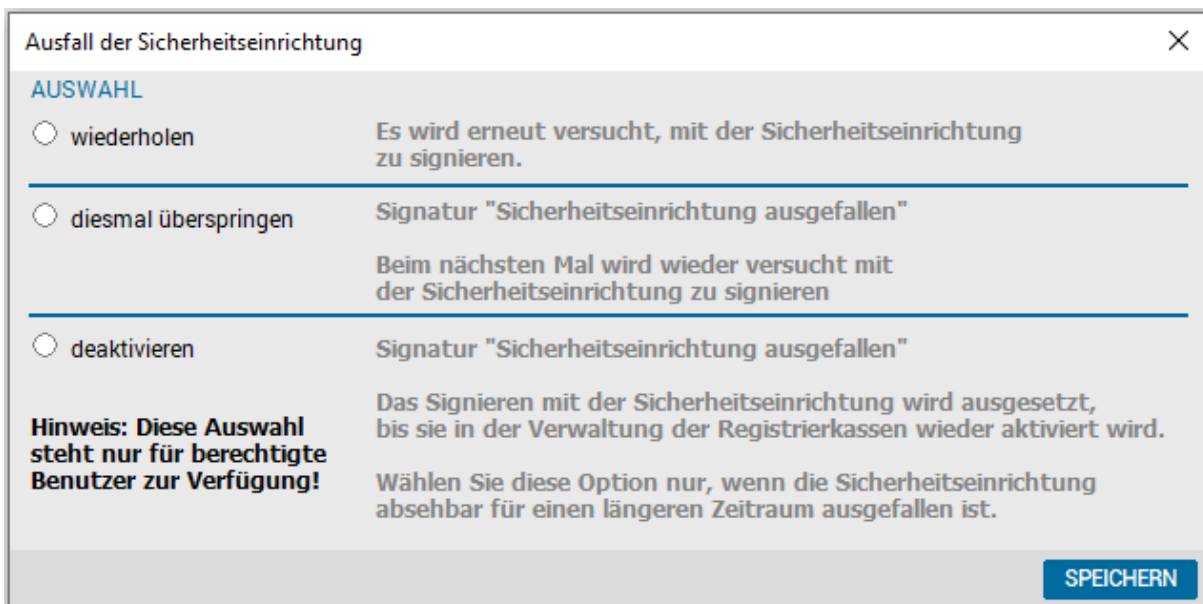 Ausfall der Sicherheitseinrichtung
AUSWAHL
wiederholen
Es wird erneut versucht, mit der Sicherheitseinrichtung
zu signieren.
diesmal überspringen
Signatur "Sicherheitseinrichtung ausgefallen"
Beim nächsten Mal wird wieder versucht mit
der Sicherheitseinrichtung zu signieren
deaktivieren
Signatur "Sicherheitseinrichtung ausgefallen"
Hinweis: Diese Auswahl
steht nur für berechtigte
Benutzer zur Verfügung!
Das Signieren mit der Sicherheitseinrichtung wird ausgesetzt,
bis sie in der Verwaltung der Registrierkassen wieder aktiviert wird.
Wählen Sie diese Option nur, wenn die Sicherheitseinrichtung
absehbar für einen längeren Zeitraum ausgefallen ist.
SPEICHERN